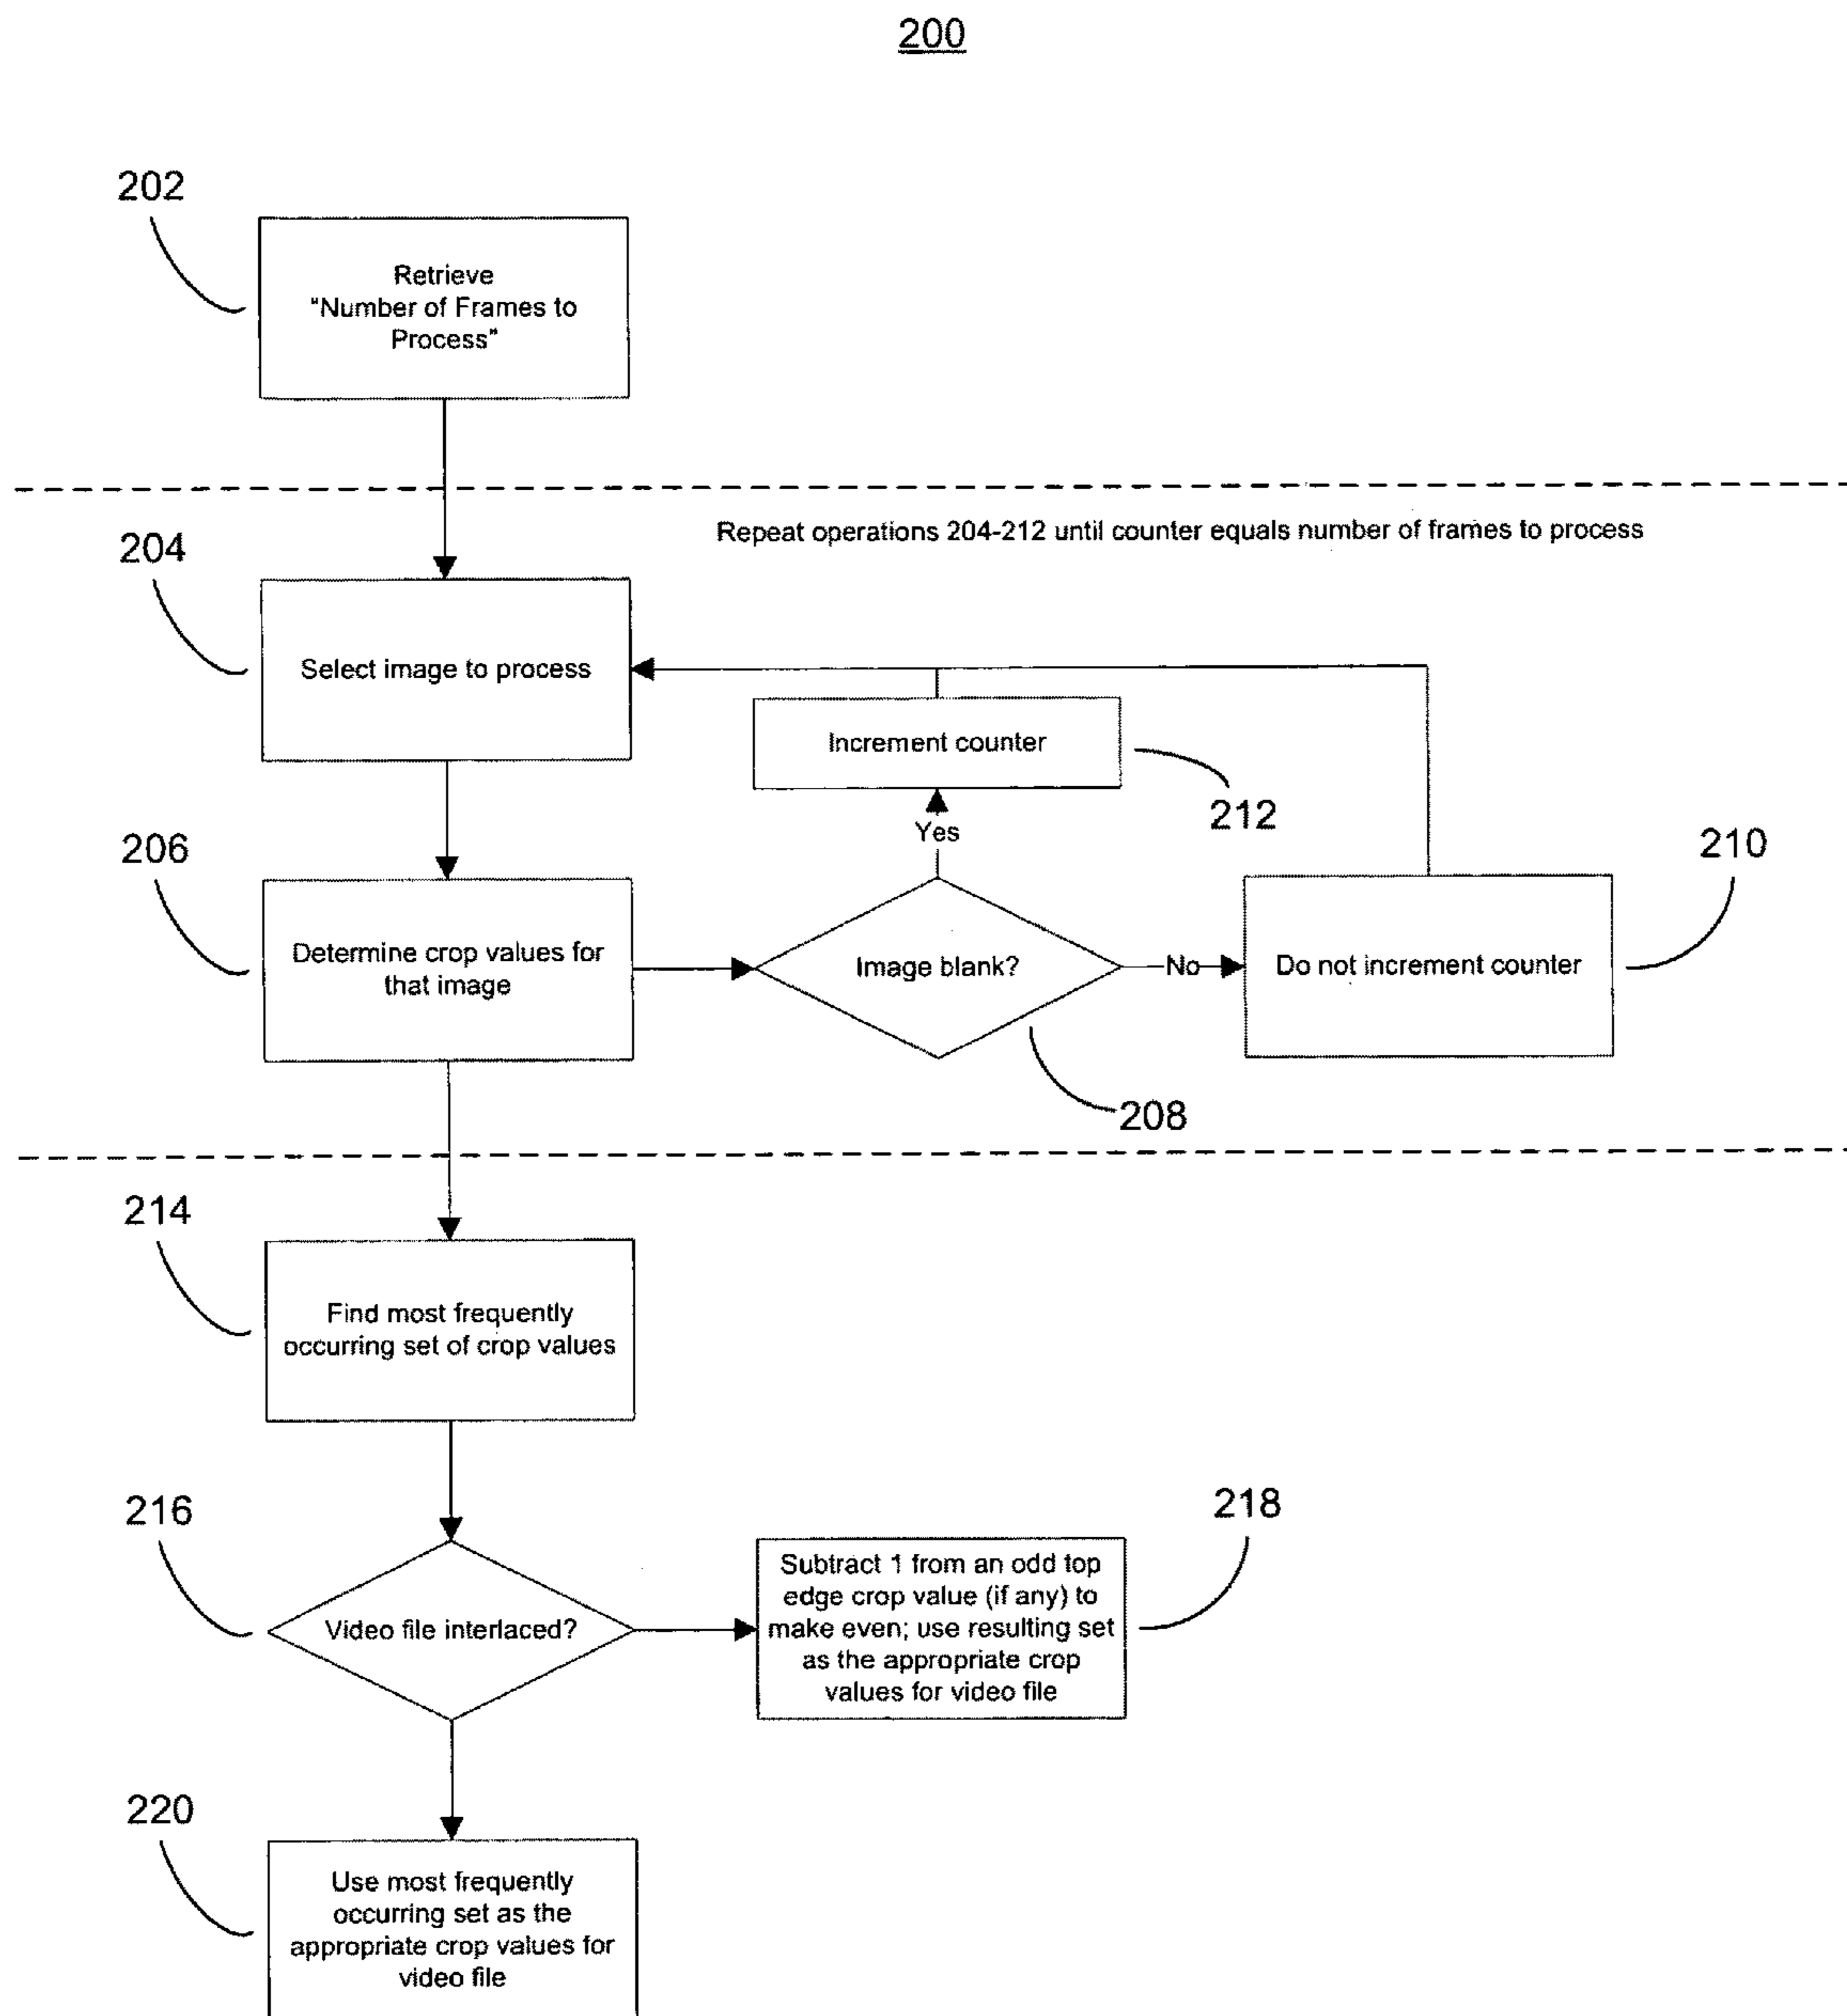 200
202
Retrieve
"Number of Frames to
Process"
Repeat operations 204-212 until counter equals number of frames to process
204
Select image to process
Increment counter
212
Yes
206
210
Determine crop values for
that image
Image blank?
No
Do not increment counter
208
214
Find most frequently
occurring set of crop values
216
218
Video file interlaced?
Subtract 1 from an odd top
edge crop value (if any) to
make even; use resulting set
as the appropriate crop
values for video file
220
Use most frequently
occurring set as the
appropriate crop values for
video file